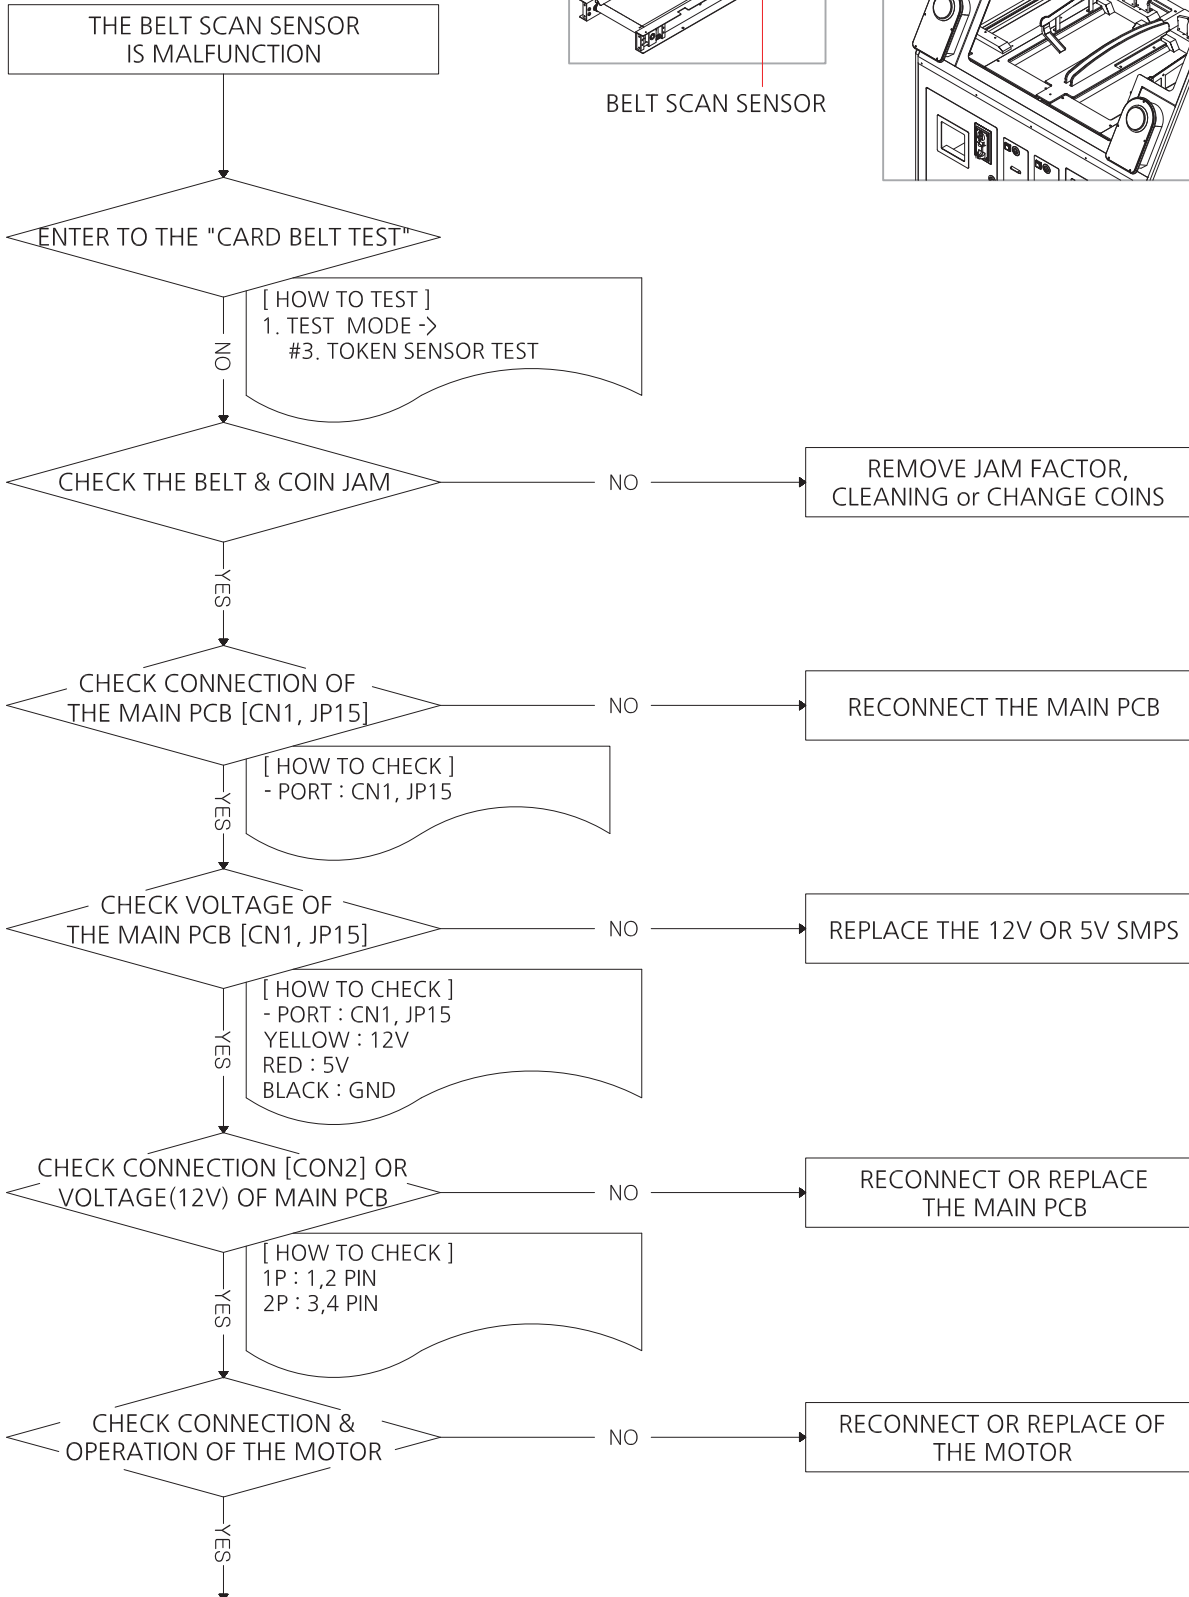 THE BELT SCAN SENSOR
IS MALFUNCTION
BELT SCAN SENSOR
ENTER TO THE "CARD BELT TEST"
[ HOW TO TEST ]
1. TEST MODE ->
#3. TOKEN SENSOR TEST
NO
CHECK THE BELT & COIN JAM
NO
REMOVE JAM FACTOR,
CLEANING or CHANGE COINS
YES
CHECK CONNECTION OF
THE MAIN PCB [CN1, JP15]
NO
RECONNECT THE MAIN PCB
[ HOW TO CHECK ]
- PORT : CN1, JP15
YES
CHECK VOLTAGE OF
THE MAIN PCB [CN1, JP15]
NO
REPLACE THE 12V OR 5V SMPS
[ HOW TO CHECK ]
- PORT : CN1, JP15
YELLOW : 12V
RED : 5V
BLACK : GND
YES
CHECK CONNECTION [CON2] OR
VOLTAGE(12V) OF MAIN PCB
NO
RECONNECT OR REPLACE
THE MAIN PCB
[ HOW TO CHECK ]
1P : 1,2 PIN
2P : 3,4 PIN
YES
CHECK CONNECTION &
OPERATION OF THE MOTOR
NO
RECONNECT OR REPLACE OF
THE MOTOR
YES